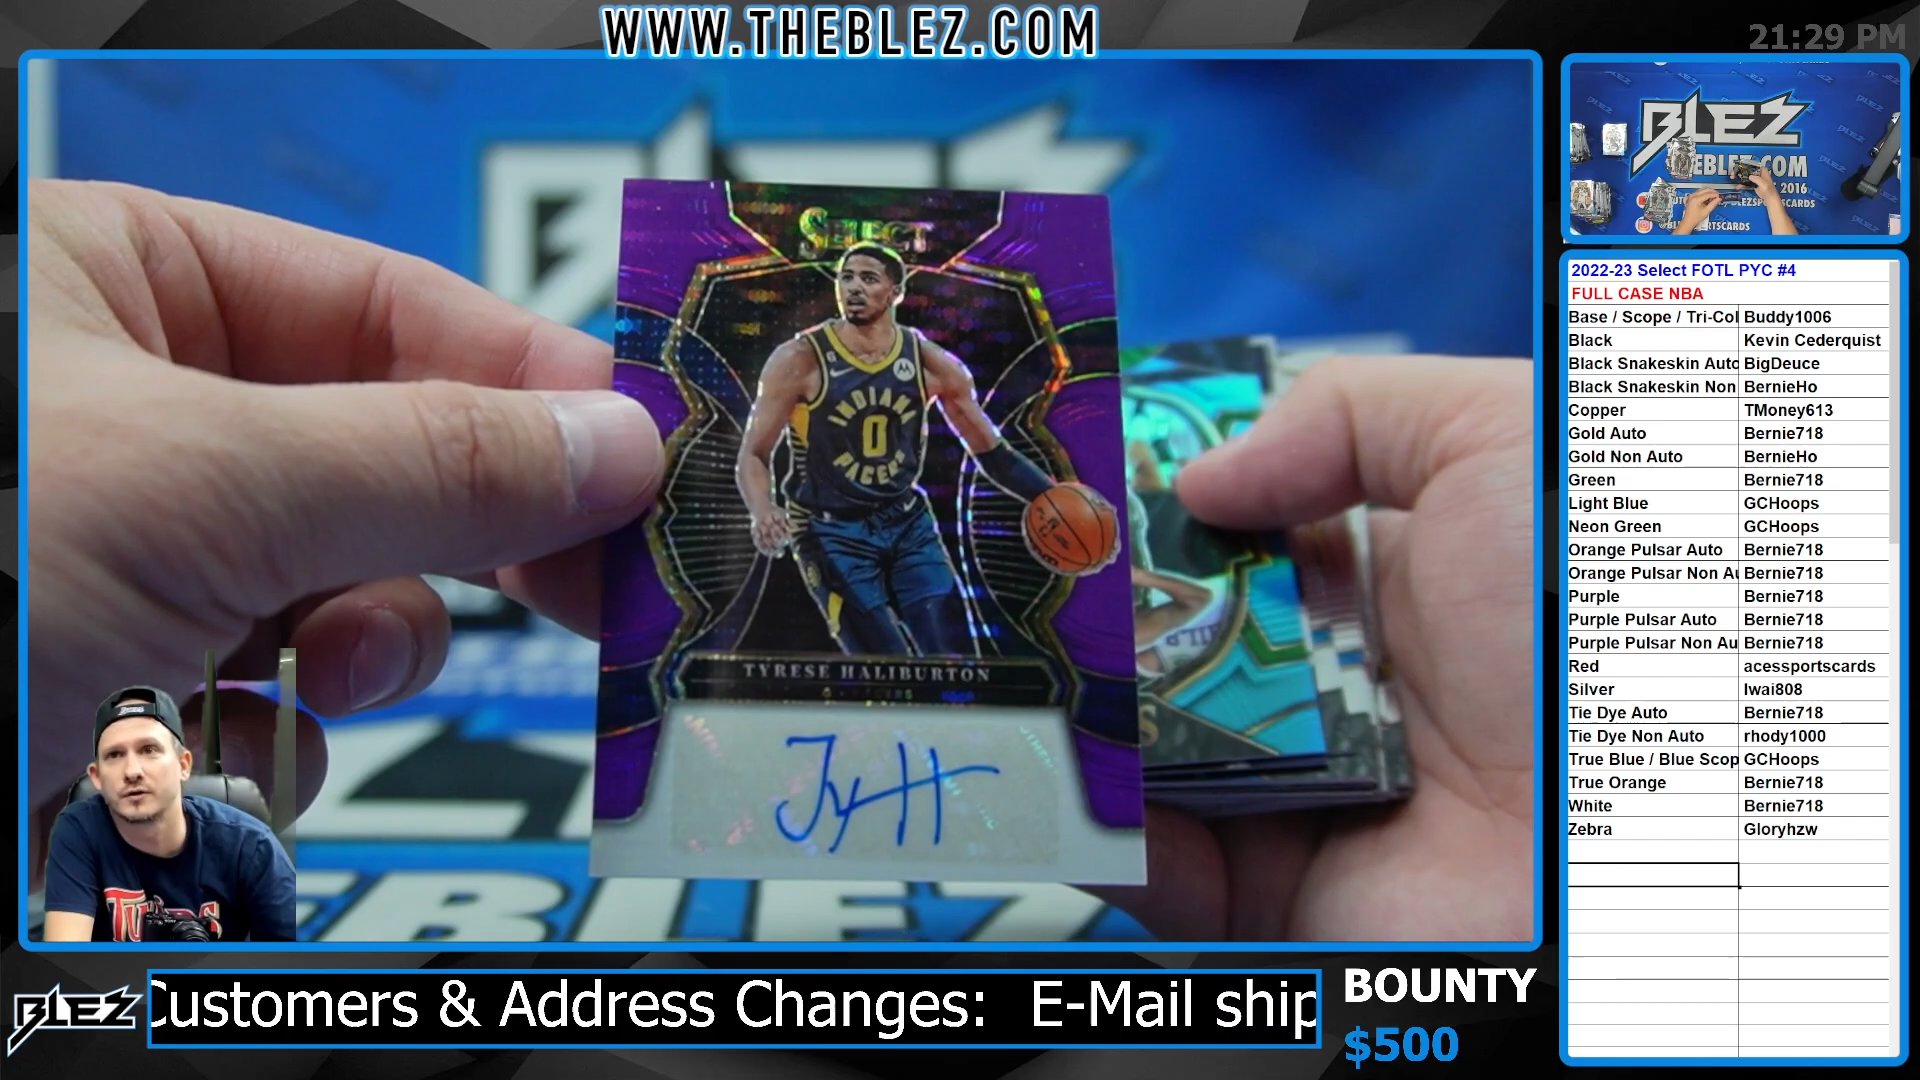 WWW.THEBLEZ.COM
21:29 PM
BLEZ
THEBLEZ.COM
2016
SELECT
INDIANA
0
PACERS
TYRESE HALIBURTON
TyH
2022-23 Select FOTL PYC #4
FULL CASE NBA
Base / Scope / Tri-Col Buddy1006
Black Kevin Cederquist
Black Snakeskin Auto BigDeuce
Black Snakeskin Non BernieHo
Copper TMoney613
Gold Auto Bernie718
Gold Non Auto BernieHo
Green Bernie718
Light Blue GCHoops
Neon Green GCHoops
Orange Pulsar Auto Bernie718
Orange Pulsar Non Au Bernie718
Purple Bernie718
Purple Pulsar Auto Bernie718
Purple Pulsar Non Au Bernie718
Red acessportscards
Silver Iwai808
Tie Dye Auto Bernie718
Tie Dye Non Auto rhody1000
True Blue / Blue Scop GCHoops
True Orange Bernie718
White Bernie718
Zebra Gloryhzw
BLEZ
Customers & Address Changes: E-Mail ship
BOUNTY
$500